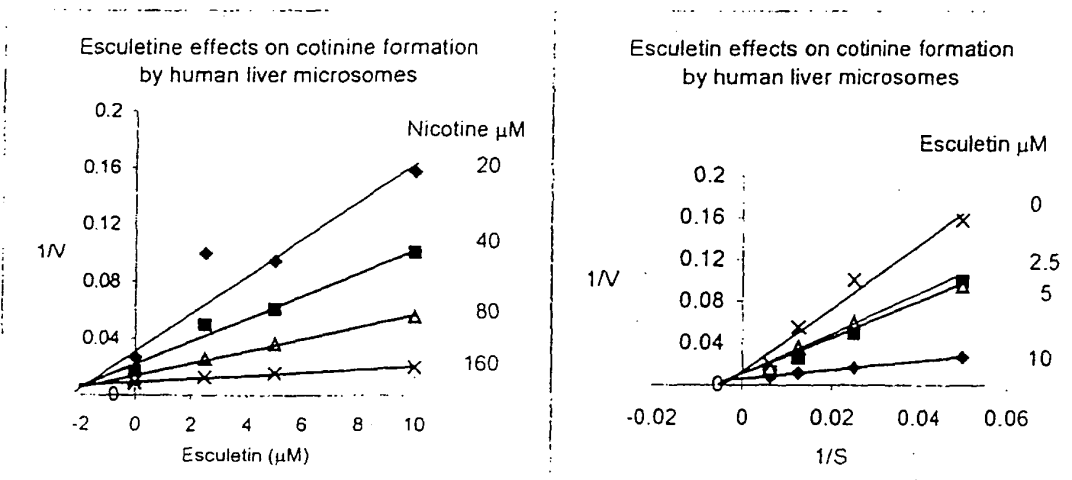 Esculetine effects on cotinine formation
by human liver microsomes
Nicotine µM
0.2
0.16
0.12
0.08
0.04
0
1/V
20
40
80
160
-2 0 2 4 6 8 10
Esculetin (µM)
Esculetin effects on cotinine formation
by human liver microsomes
Esculetin µM
0.2
0.16
0.12
0.08
0.04
0
1/V
0
2.5
5
10
-0.02 0 0.02 0.04 0.06
1/S